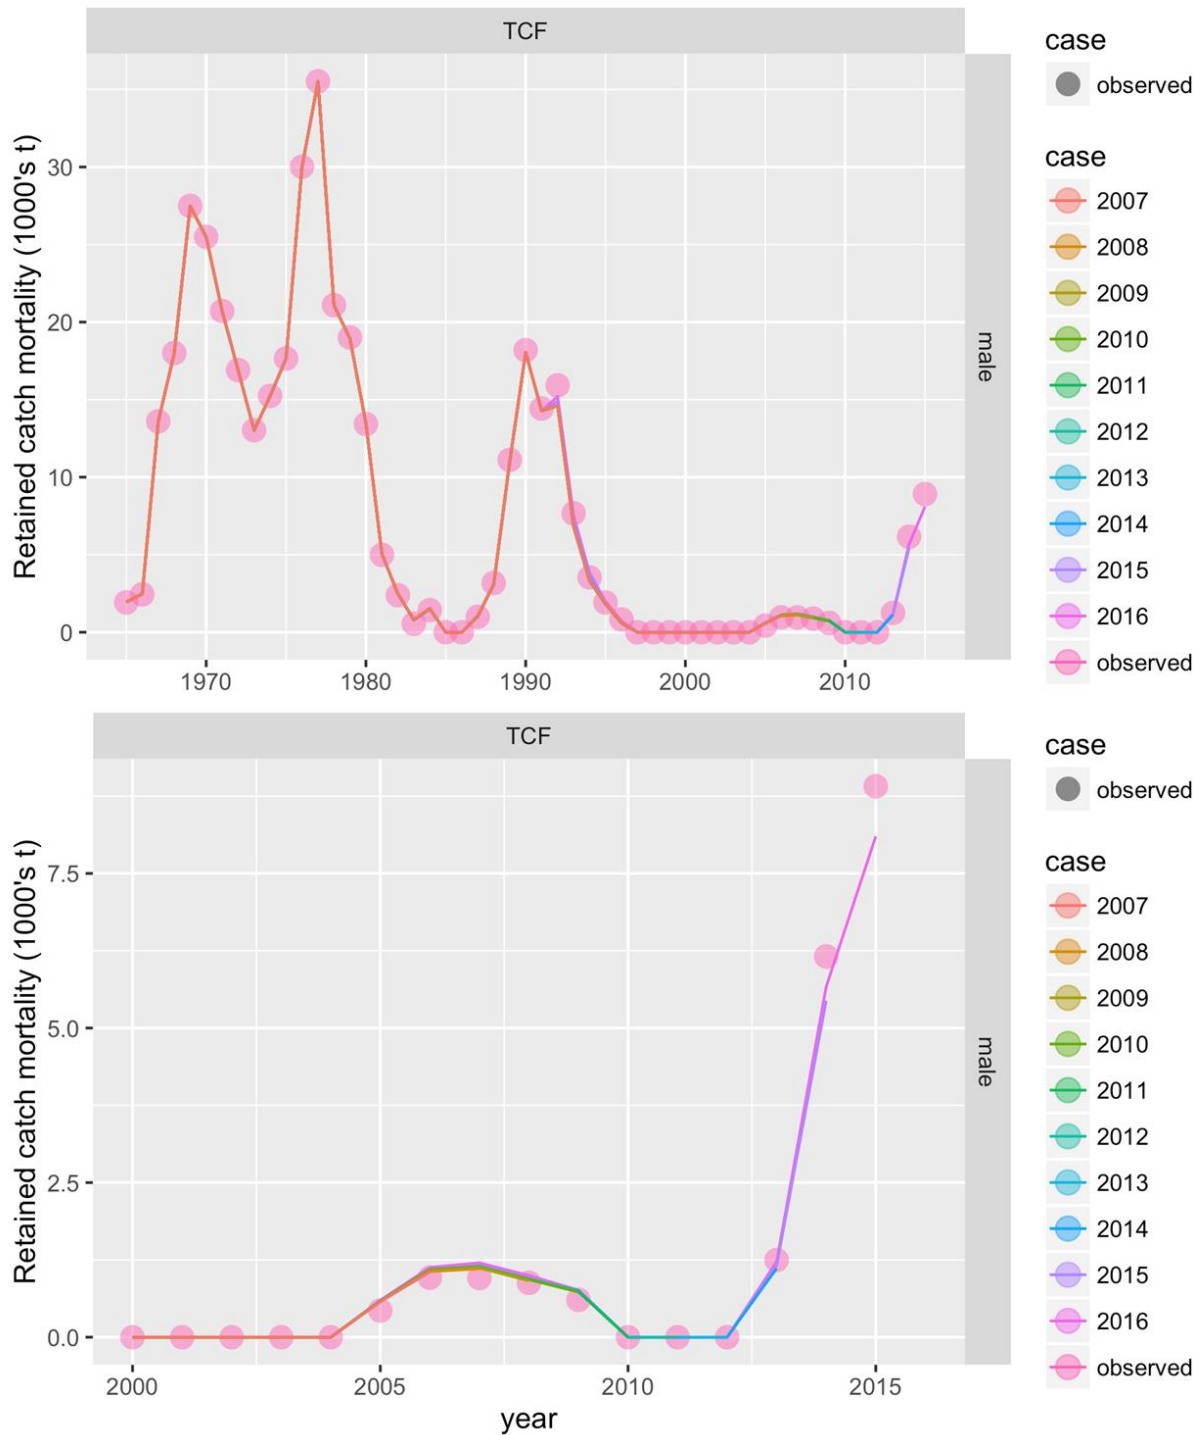 TCF
Retained catch mortality (1000's t)
30
20
10
0
male
1970 1980 1990 2000 2010
case
observed
case
2007
2008
2009
2010
2011
2012
2013
2014
2015
2016
observed
TCF
Retained catch mortality (1000's t)
7.5
5.0
2.5
0.0
male
2000 2005 2010 2015
year
case
observed
case
2007
2008
2009
2010
2011
2012
2013
2014
2015
2016
observed